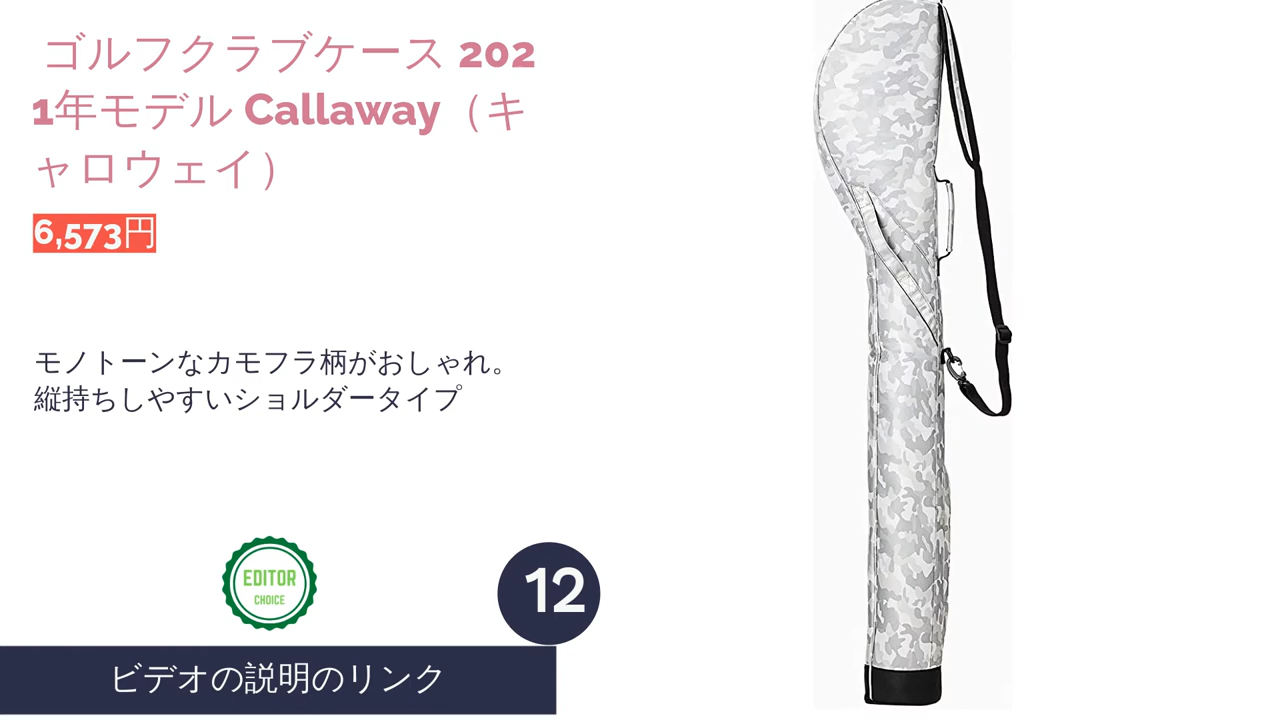 ゴルフクラブケース 202
1年モデル Callaway（キ
ャロウェイ）
6,573円
モノトーンなカモフラ柄がおしゃれ。
縦持ちしやすいショルダータイプ
EDITOR
CHOICE
12
ビデオの説明のリンク